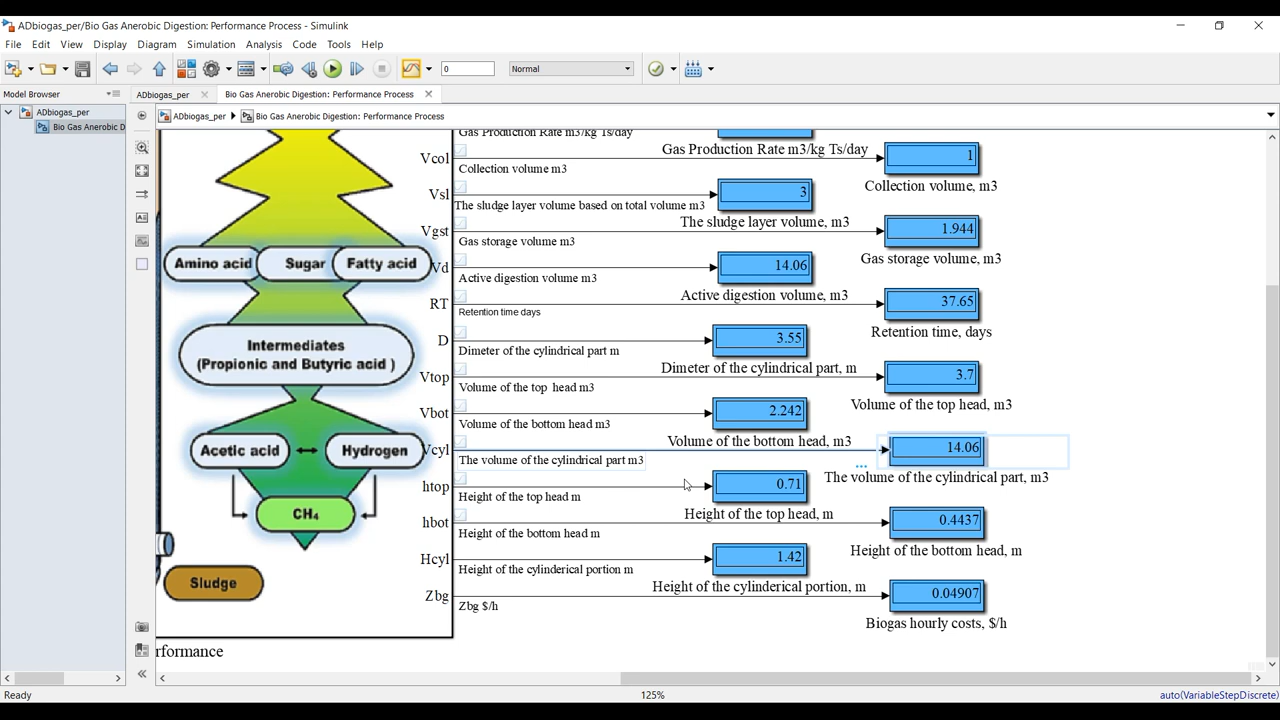 ADbiogas_per/Bio Gas Anerobic Digestion: Performance Process - Simulink
File Edit View Display Diagram Simulation Analysis Code Tools Help
0 Normal
Model Browser
ADbiogas_per
Bio Gas Anerobic D
ADbiogas_per
Bio Gas Anerobic Digestion: Performance Process
ADbiogas_per Bio Gas Anerobic Digestion: Performance Process
Gas Production Rate m3/kg Ts/day
Gas Production Rate m3/kg Ts/day
Vcol
1
Collection volume m3
Collection volume, m3
Vsl
3
The sludge layer volume based on total volume m3
The sludge layer volume, m3
Vgst
1.944
Gas storage volume m3
Gas storage volume, m3
Amino acid
Sugar
Fatty acid
Vd
14.06
Active digestion volume m3
Active digestion volume, m3
RT
37.65
Retention time days
Retention time, days
D
3.55
Dimeter of the cylindrical part m
Dimeter of the cylindrical part, m
Intermediates
(Propionic and Butyric acid )
Vtop
3.7
Volume of the top head m3
Volume of the top head, m3
Vbot
2.242
Volume of the bottom head m3
Volume of the bottom head, m3
Acetic acid
Hydrogen
Vcyl
14.06
The volume of the cylindrical part m3
The volume of the cylindrical part, m3
htop
0.71
Height of the top head m
Height of the top head, m
CH4
hbot
0.4437
Height of the bottom head m
Height of the bottom head, m
Hcyl
1.42
Height of the cylinderical portion m
Height of the cylinderical portion, m
Sludge
Zbg
0.04907
Zbg $/h
Biogas hourly costs, $/h
rformance
Ready
125%
auto(VariableStepDiscrete)